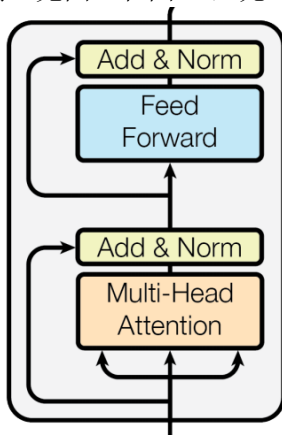 Add & Norm
Feed
Forward
Add & Norm
Multi-Head
Attention